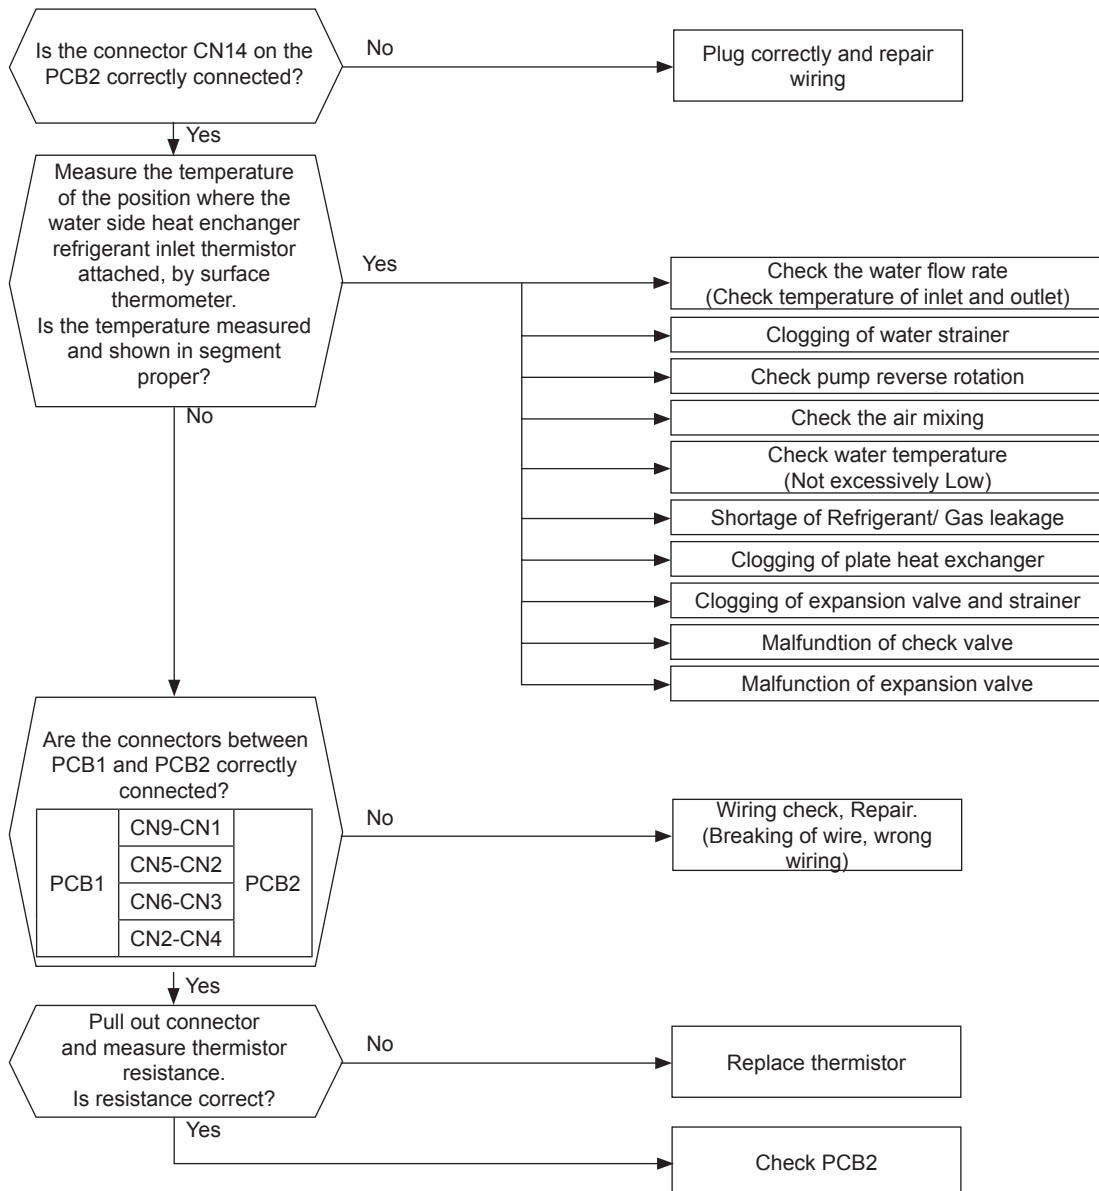 Is the connector CN14 on the
PCB2 correctly connected?
No
Plug correctly and repair
wiring
Yes
Measure the temperature
of the position where the
water side heat enchanger
refrigerant inlet thermistor
attached, by surface
thermometer.
Is the temperature measured
and shown in segment
proper?
Yes
Check the water flow rate
(Check temperature of inlet and outlet)
Clogging of water strainer
Check pump reverse rotation
Check the air mixing
Check water temperature
(Not excessively Low)
Shortage of Refrigerant/ Gas leakage
Clogging of plate heat exchanger
Clogging of expansion valve and strainer
Malfundtion of check valve
Malfunction of expansion valve
No
Are the connectors between
PCB1 and PCB2 correctly
connected?
PCB1
CN9-CN1
CN5-CN2
CN6-CN3
CN2-CN4
PCB2
No
Wiring check, Repair.
(Breaking of wire, wrong
wiring)
Yes
Pull out connector
and measure thermistor
resistance.
Is resistance correct?
No
Replace thermistor
Yes
Check PCB2